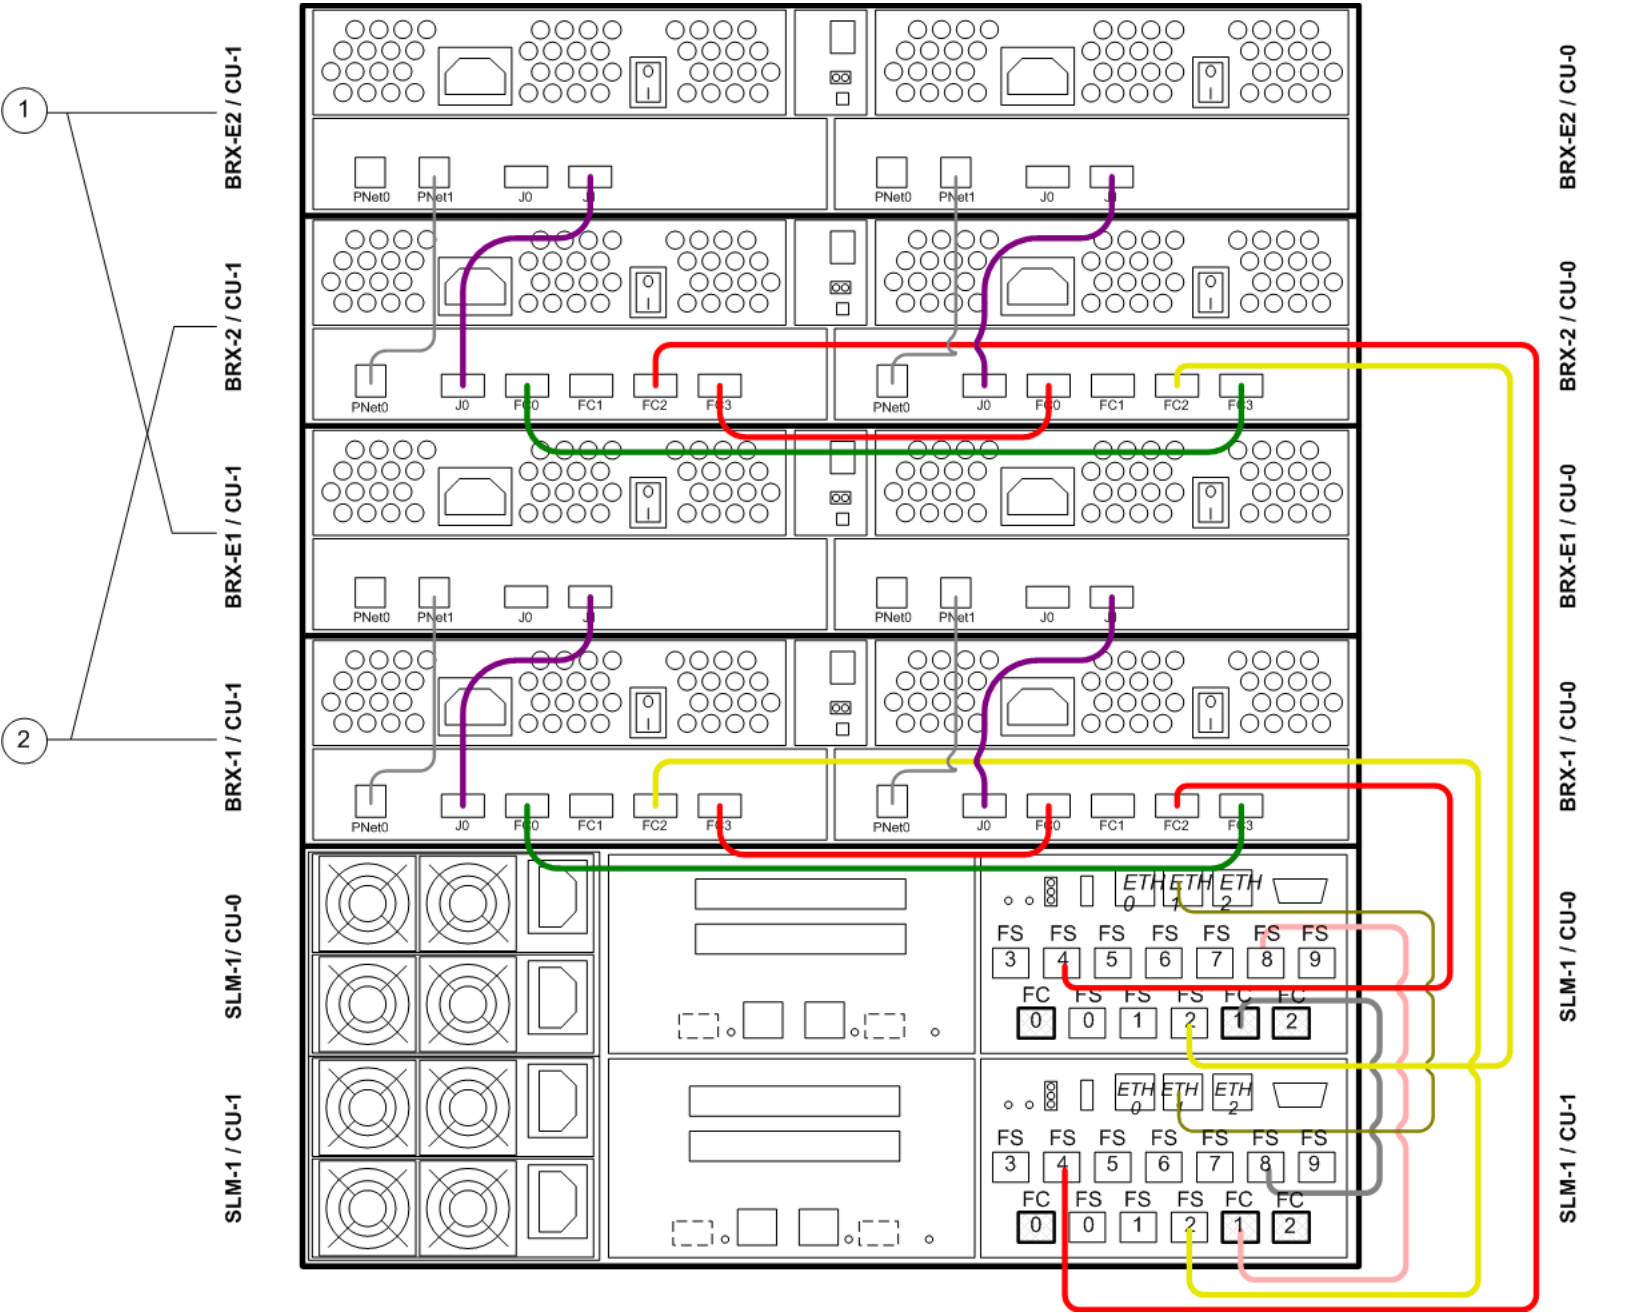 1
BRX-E2 / CU-1
BRX-E2 / CU-0
PNet0 PNet1 J0 J1 PNet0 PNet1 J0 J1
BRX-2 / CU-1
BRX-2 / CU-0
PNet0 J0 FC0 FC1 FC2 FC3 PNet0 J0 FC0 FC1 FC2 FC3
BRX-E1 / CU-1
BRX-E1 / CU-0
PNet0 PNet1 J0 J1 PNet0 PNet1 J0 J1
2
BRX-1 / CU-1
BRX-1 / CU-0
PNet0 J0 FC0 FC1 FC2 FC3 PNet0 J0 FC0 FC1 FC2 FC3
SLM-1/ CU-0
SLM-1 / CU-0
ETH ETH ETH
0 1 2
FS FS FS FS FS FS FS
3 4 5 6 7 8 9
FC FS FS FS FC FC
0 0 1 2 1 2
SLM-1 / CU-1
SLM-1 / CU-1
ETH ETH ETH
0 1 2
FS FS FS FS FS FS FS
3 4 5 6 7 8 9
FC FS FS FS FC FC
0 0 1 2 1 2